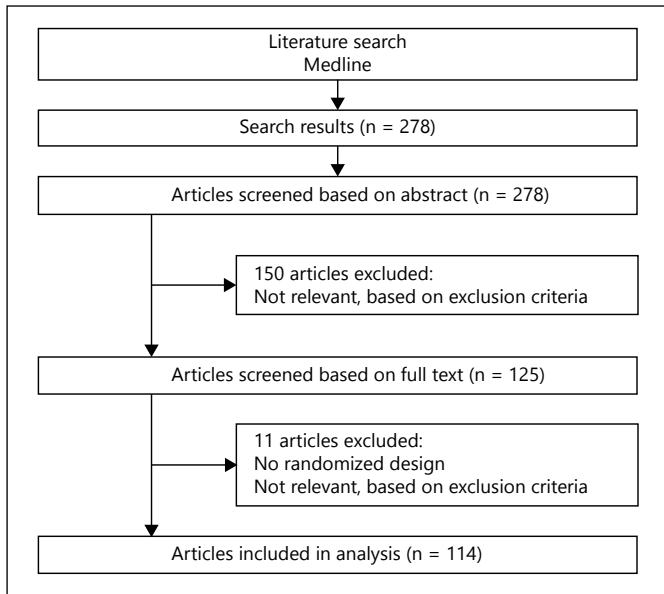 Literature search
Medline
Search results (n = 278)
Articles screened based on abstract (n = 278)
150 articles excluded:
Not relevant, based on exclusion criteria
Articles screened based on full text (n = 125)
11 articles excluded:
No randomized design
Not relevant, based on exclusion criteria
Articles included in analysis (n = 114)